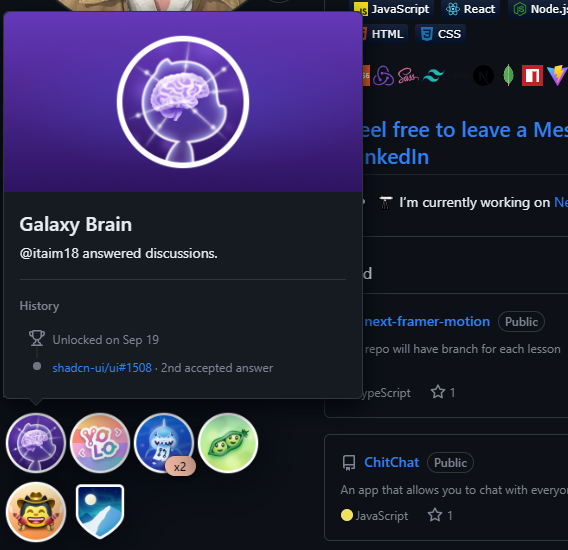 JavaScript
React
Node.js
HTML
CSS
Sass
eel free to leave a Mes
nkedIn
I'm currently working on Ne
Galaxy Brain
@itaim18 answered discussions.
History
Unlocked on Sep 19
shadcn-ui/ui#1508 · 2nd accepted answer
d
next-framer-motion Public
repo will have branch for each lesson
ypeScript 1
YOLO
x2
ChitChat Public
An app that allows you to chat with everyo
JavaScript 1